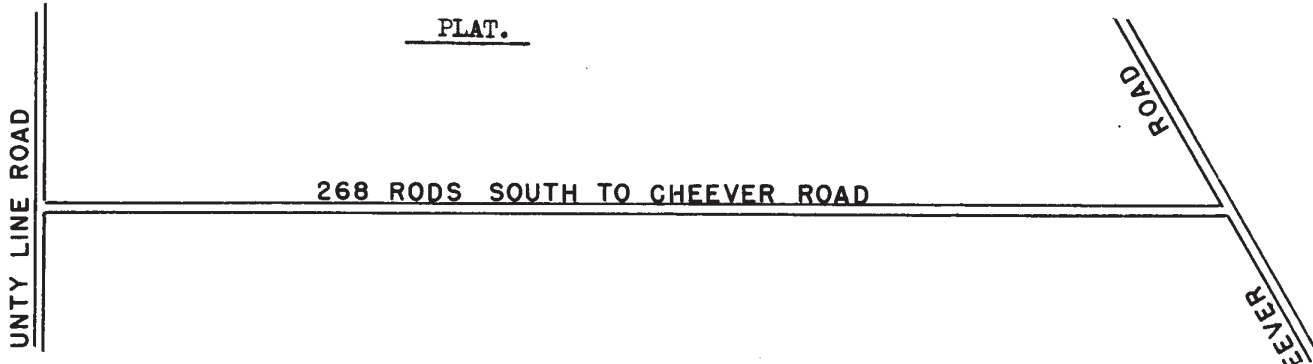 PLAT.
UNTY LINE ROAD
268 RODS SOUTH TO CHEEVER ROAD
ROAD
EEVER